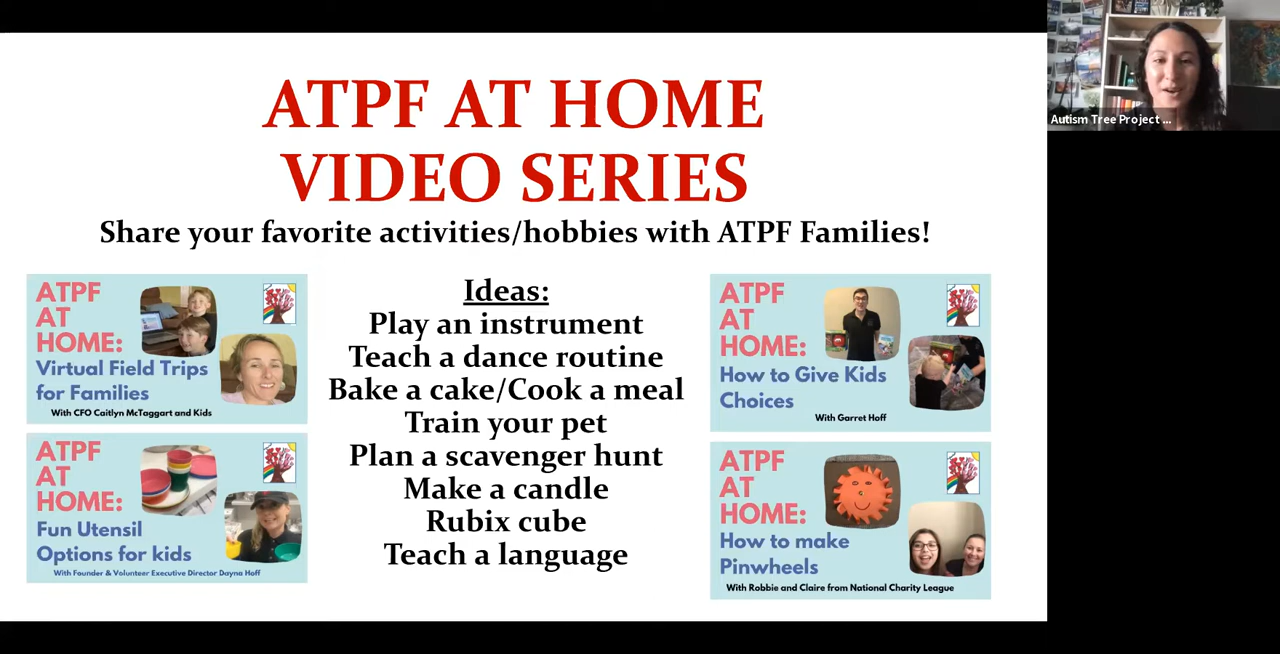 ATPF AT HOME
VIDEO SERIES
Share your favorite activities/hobbies with ATPF Families!
ATPF
AT
HOME:
Virtual Field Trips
for Families
With CFO Caitlyn McTaggart and Kids
ATPF
AT
HOME:
Fun Utensil
Options for kids
With Founder & Volunteer Executive Director Dayna Hoff
Ideas:
Play an instrument
Teach a dance routine
Bake a cake/Cook a meal
Train your pet
Plan a scavenger hunt
Make a candle
Rubix cube
Teach a language
ATPF
AT
HOME:
How to Give Kids
Choices
With Garret Hoff
ATPF
AT
HOME:
How to make
Pinwheels
With Robbie and Claire from National Charity League
Autism Tree Project ...